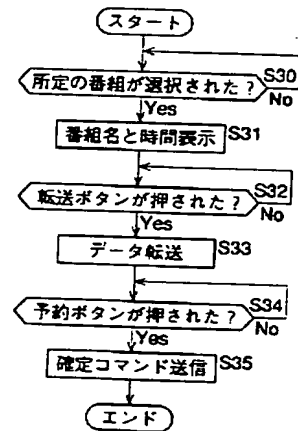 スタート
所定の番組が選択された？ S30
No
Yes
番組名と時間表示 S31
転送ボタンが押された？ S32
No
Yes
データ転送 S33
予約ボタンが押された？ S34
No
Yes
確定コマンド送信 S35
エンド